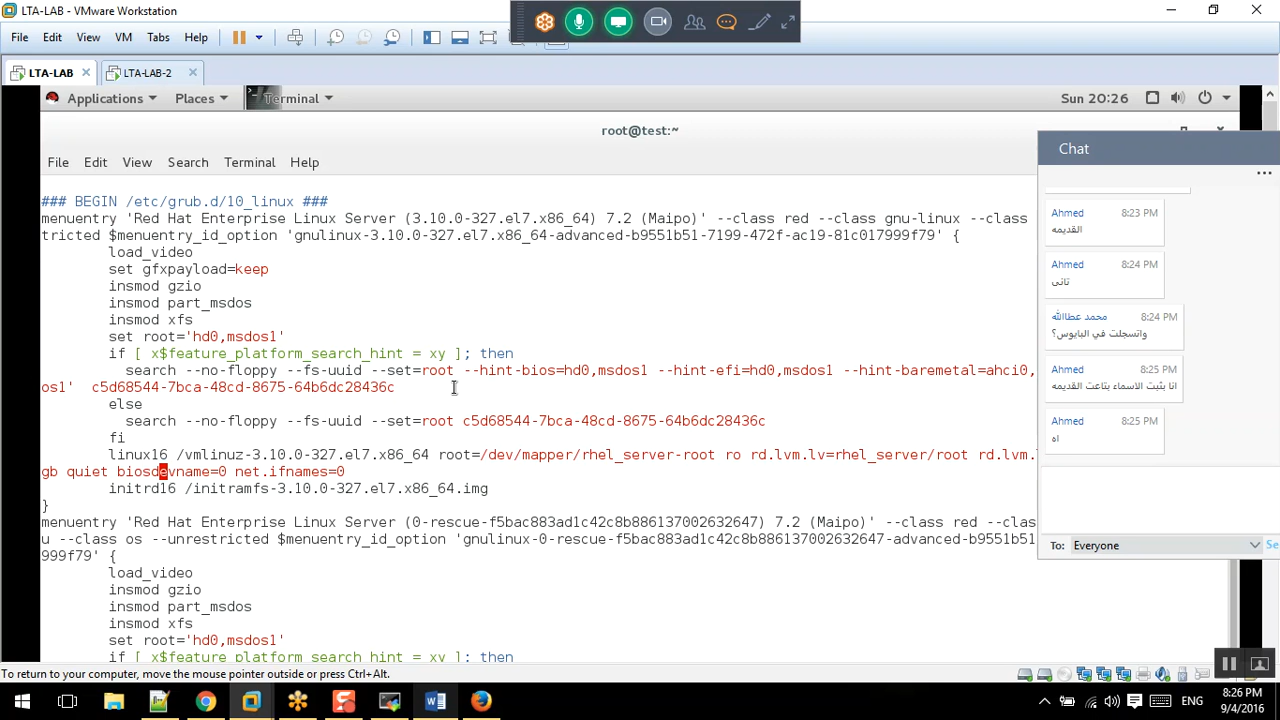 LTA-LAB - VMware Workstation
File Edit View VM Tabs Help
LTA-LAB
LTA-LAB-2
Applications Places Terminal Sun 20:26
root@test:~
File Edit View Search Terminal Help
### BEGIN /etc/grub.d/10_linux ###
menuentry 'Red Hat Enterprise Linux Server (3.10.0-327.el7.x86_64) 7.2 (Maipo)' --class red --class gnu-linux --class
tricted $menuentry_id_option 'gnulinux-3.10.0-327.el7.x86_64-advanced-b9551b51-7199-472f-ac19-81c017999f79' {
load_video
set gfxpayload=keep
insmod gzio
insmod part_msdos
insmod xfs
set root='hd0,msdos1'
if [ x$feature_platform_search_hint = xy ]; then
search --no-floppy --fs-uuid --set=root --hint-bios=hd0,msdos1 --hint-efi=hd0,msdos1 --hint-baremetal=ahci0,
os1' c5d68544-7bca-48cd-8675-64b6dc28436c
else
search --no-floppy --fs-uuid --set=root c5d68544-7bca-48cd-8675-64b6dc28436c
fi
linux16 /vmlinuz-3.10.0-327.el7.x86_64 root=/dev/mapper/rhel_server-root ro rd.lvm.lv=rhel_server/root rd.lvm.
gb quiet biosdevname=0 net.ifnames=0
initrd16 /initramfs-3.10.0-327.el7.x86_64.img
}
menuentry 'Red Hat Enterprise Linux Server (0-rescue-f5bac883ad1c42c8b886137002632647) 7.2 (Maipo)' --class red --clas
u --class os --unrestricted $menuentry_id_option 'gnulinux-0-rescue-f5bac883ad1c42c8b886137002632647-advanced-b9551b51
999f79' {
load_video
insmod gzio
insmod part_msdos
insmod xfs
set root='hd0,msdos1'
if [ x$feature_platform_search_hint = xy ]; then
Chat
Ahmed 8:23 PM
القديمه
Ahmed 8:24 PM
تانى
محمد عطاالله 8:24 PM
واتسجلت في البايوس؟
Ahmed 8:25 PM
انا بثبت الاسماء بتاعت القديمه
Ahmed 8:25 PM
اه
To: Everyone Se
To return to your computer, move the mouse pointer outside or press Ctrl+Alt.
ENG
8:26 PM
9/4/2016